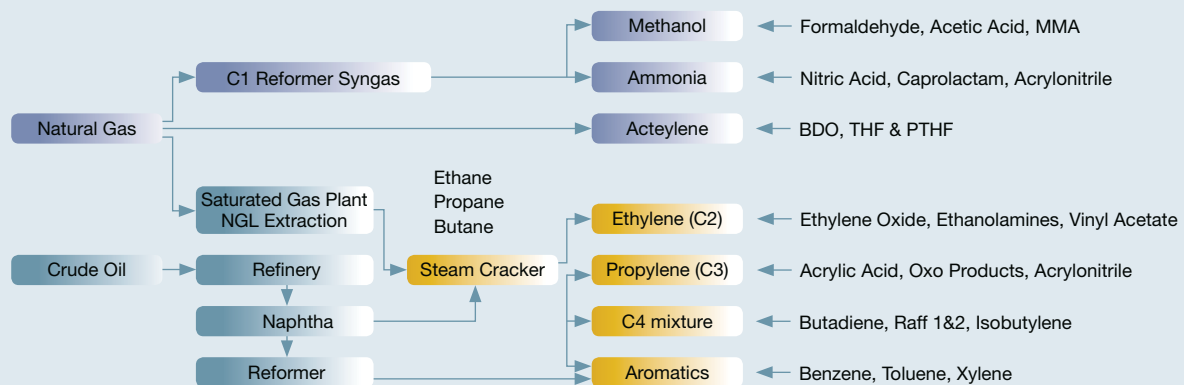 Methanol
Formaldehyde, Acetic Acid, MMA
C1 Reformer Syngas
Ammonia
Nitric Acid, Caprolactam, Acrylonitrile
Natural Gas
Acteylene
BDO, THF & PTHF
Ethane
Propane
Butane
Saturated Gas Plant
NGL Extraction
Ethylene (C2)
Ethylene Oxide, Ethanolamines, Vinyl Acetate
Crude Oil
Refinery
Steam Cracker
Propylene (C3)
Acrylic Acid, Oxo Products, Acrylonitrile
Naphtha
C4 mixture
Butadiene, Raff 1&2, Isobutylene
Reformer
Aromatics
Benzene, Toluene, Xylene